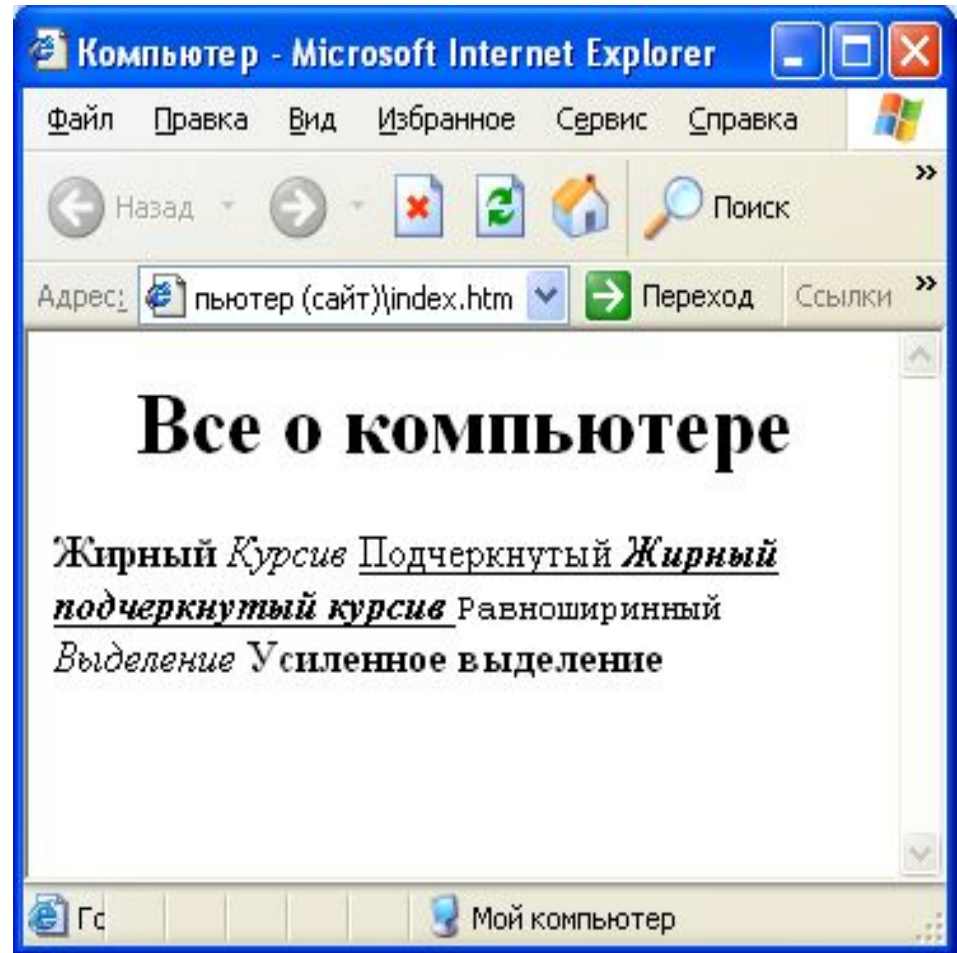 Компьютер - Microsoft Internet Explorer
Файл Правка Вид Избранное Сервис Справка
Назад Поиск »
Адрес: пьютер (сайт)\index.htm Переход Ссылки »
Все о компьютере
Жирный Курсив Подчеркнутый Жирный
подчеркнутый курсив Равноширинный
Выделение Усиленное выделение
Гс Мой компьютер